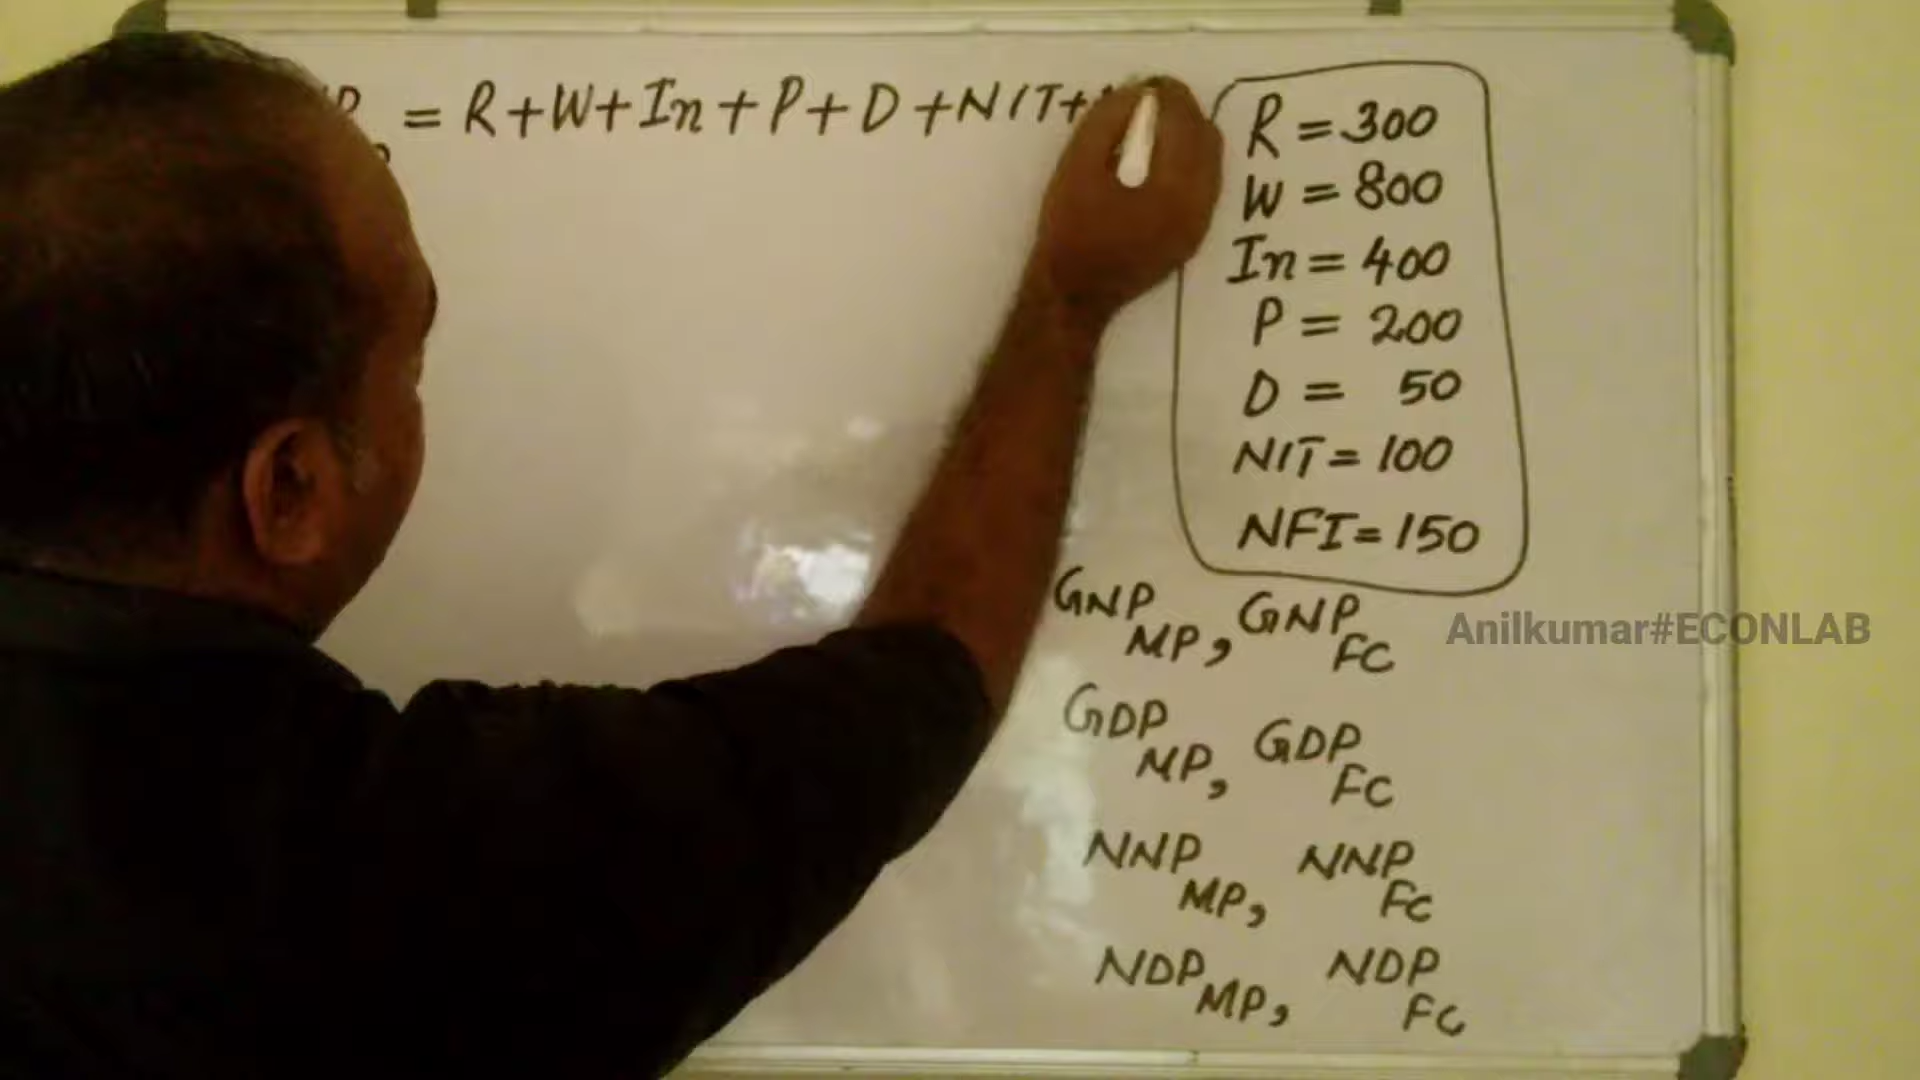 = R+W+In+P+D+NIT+
R = 300
W = 800
In = 400
P = 200
D = 50
NIT = 100
NFI = 150
GNP MP, GNP FC
GDP MP, GDP FC
NNP MP, NNP FC
NDP MP, NDP FC
Anilkumar#ECONLAB